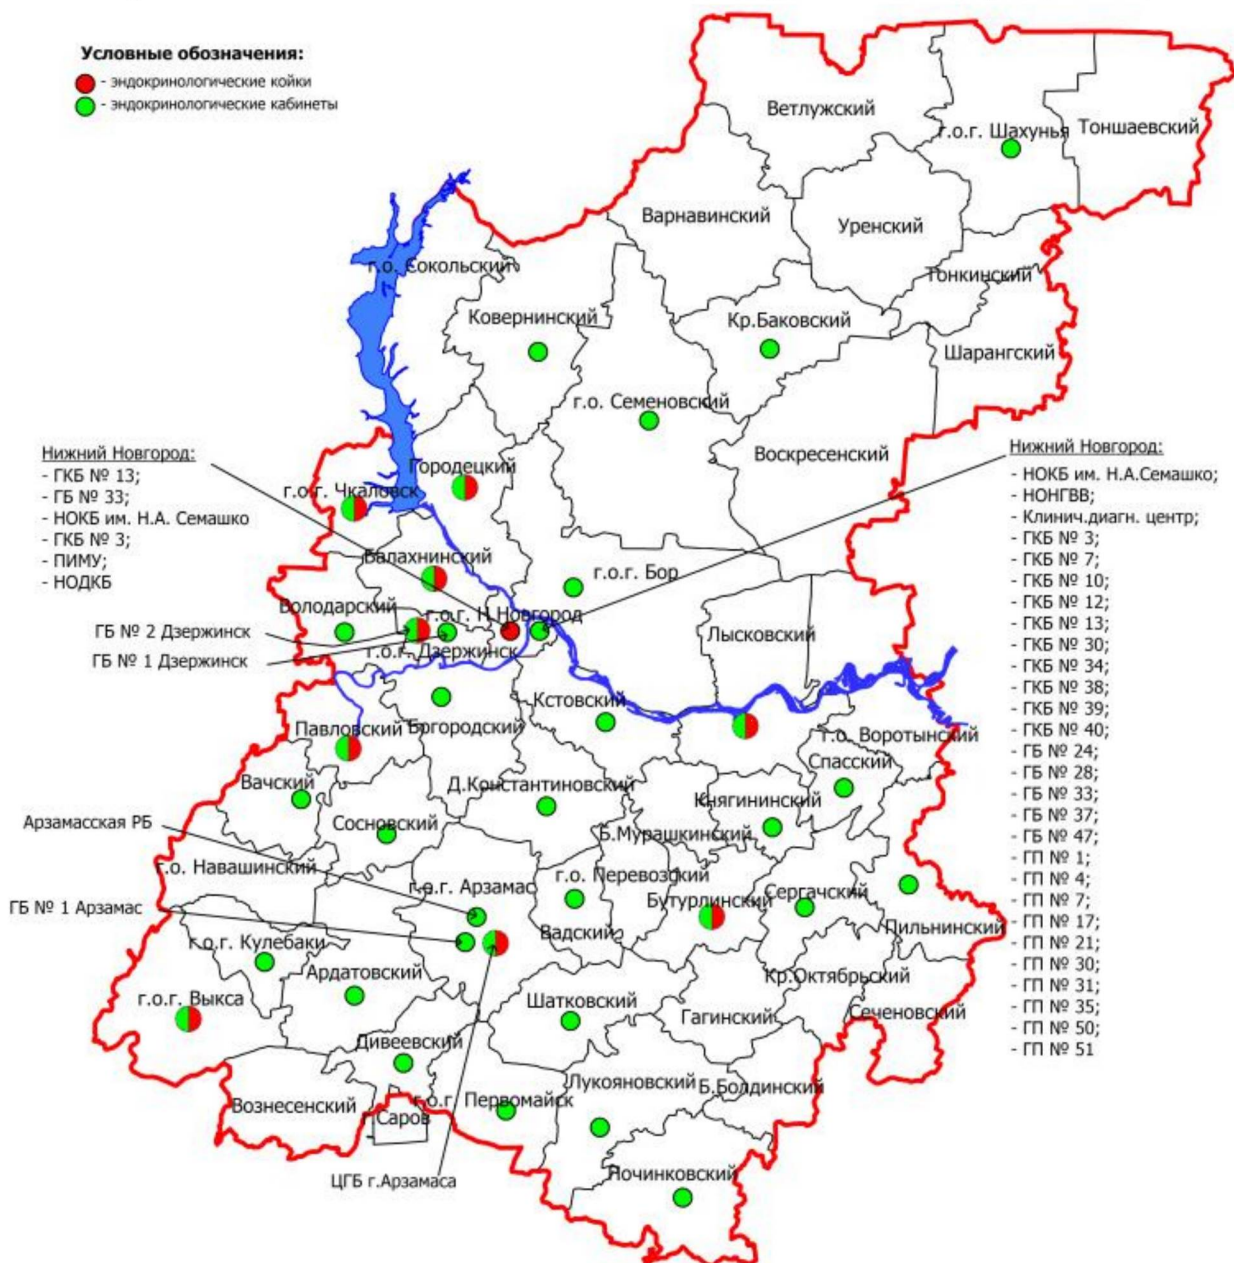 Условные обозначения:
- эндокринологические койки
- эндокринологические кабинеты
Ветлужский
г.о.г. Шахунья
Тоншаевский
Варнавинский
Уренский
г.о. Сокольский
Тонкинский
Ковернинский
Кр.Баковский
Шарангский
г.о. Семеновский
Воскресенский
Нижний Новгород:
- ГКБ № 13;
- ГБ № 33;
- НОКБ им. Н.А. Семашко
- ГКБ № 3;
- ПИМУ;
- НОДКБ
Городецкий
г.о.г. Чкаловск
Балахнинский
г.о.г. Бор
Володарский
г.о.г. Н.Новгород
ГБ № 2 Дзержинск
ГБ № 1 Дзержинск
г.о.г. Дзержинск
Лысковский
Нижний Новгород:
- НОКБ им. Н.А.Семашко;
- НОНГВВ;
- Клинич.диагн. центр;
- ГКБ № 3;
- ГКБ № 7;
- ГКБ № 10;
- ГКБ № 12;
- ГКБ № 13;
- ГКБ № 30;
- ГКБ № 34;
- ГКБ № 38;
- ГКБ № 39;
- ГКБ № 40;
- ГБ № 24;
- ГБ № 28;
- ГБ № 33;
- ГБ № 37;
- ГБ № 47;
- ГП № 1;
- ГП № 4;
- ГП № 7;
- ГП № 17;
- ГП № 21;
- ГП № 30;
- ГП № 31;
- ГП № 35;
- ГП № 50;
- ГП № 51
Кстовский
Павловский
Богородский
г.о. Воротынский
Спасский
Вачский
Д.Константиновский
Княгининский
Арзамасская РБ
Сосновский
Б.Мурашкинский
г.о. Навашинский
г.о.г. Арзамас
г.о. Перевозский
Бутурлинский
Сергачский
ГБ № 1 Арзамас
Вадский
Пильнинский
г.о.г. Кулебаки
Ардатовский
Кр.Октябрьский
г.о.г. Выкса
Шатковский
Гагинский
Сеченовский
Дивеевский
Лукояновский
Б.Болдинский
Вознесенский
г.о.г. Первомайск
г.Саров
ЦГБ г.Арзамаса
Починковский